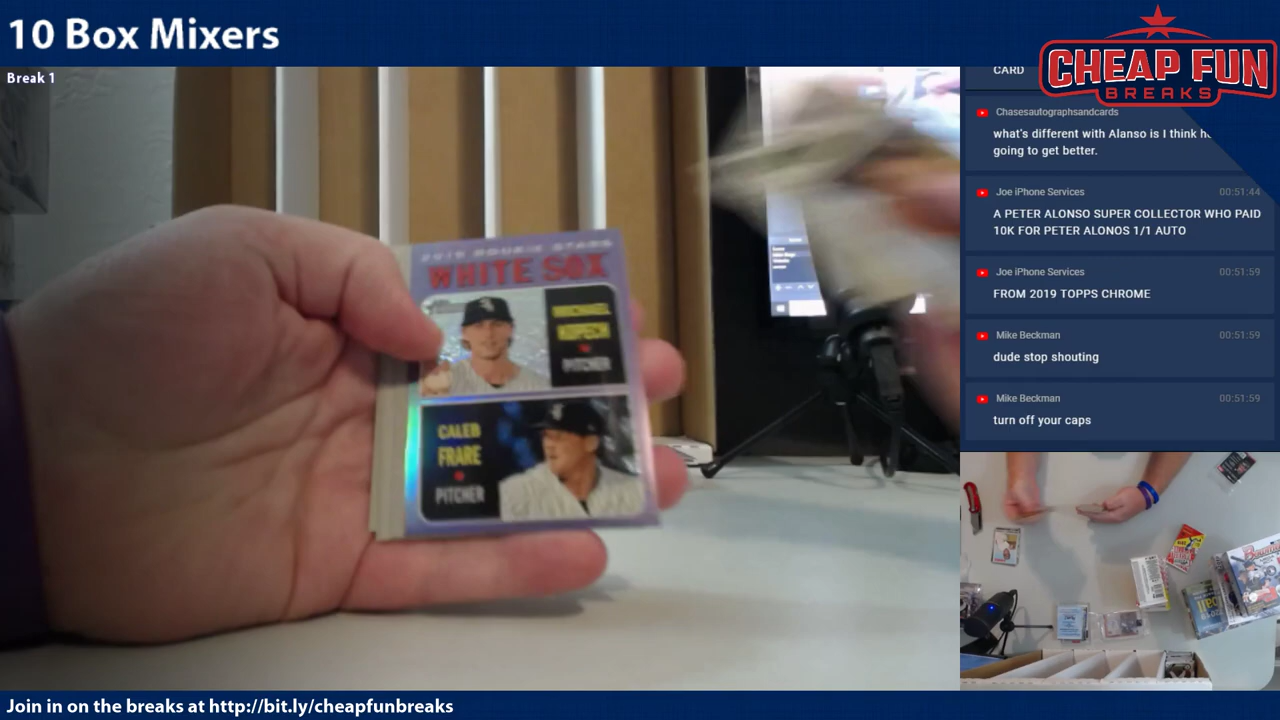 10 Box Mixers
Break 1
CHEAP FUN
BREAKS
CARD
Chasesautographsandcards
what's different with Alanso is I think
going to get better.
Joe iPhone Services 00:51:44
A PETER ALONSO SUPER COLLECTOR WHO PAID
10K FOR PETER ALONOS 1/1 AUTO
Joe iPhone Services 00:51:59
FROM 2019 TOPPS CHROME
Mike Beckman 00:51:59
dude stop shouting
Mike Beckman 00:51:59
turn off your caps
2019 ROOKIE STARS
WHITE SOX
MICHAEL
KOPECH
PITCHER
CALEB
FRARE
PITCHER
Join in on the breaks at http://bit.ly/cheapfunbreaks